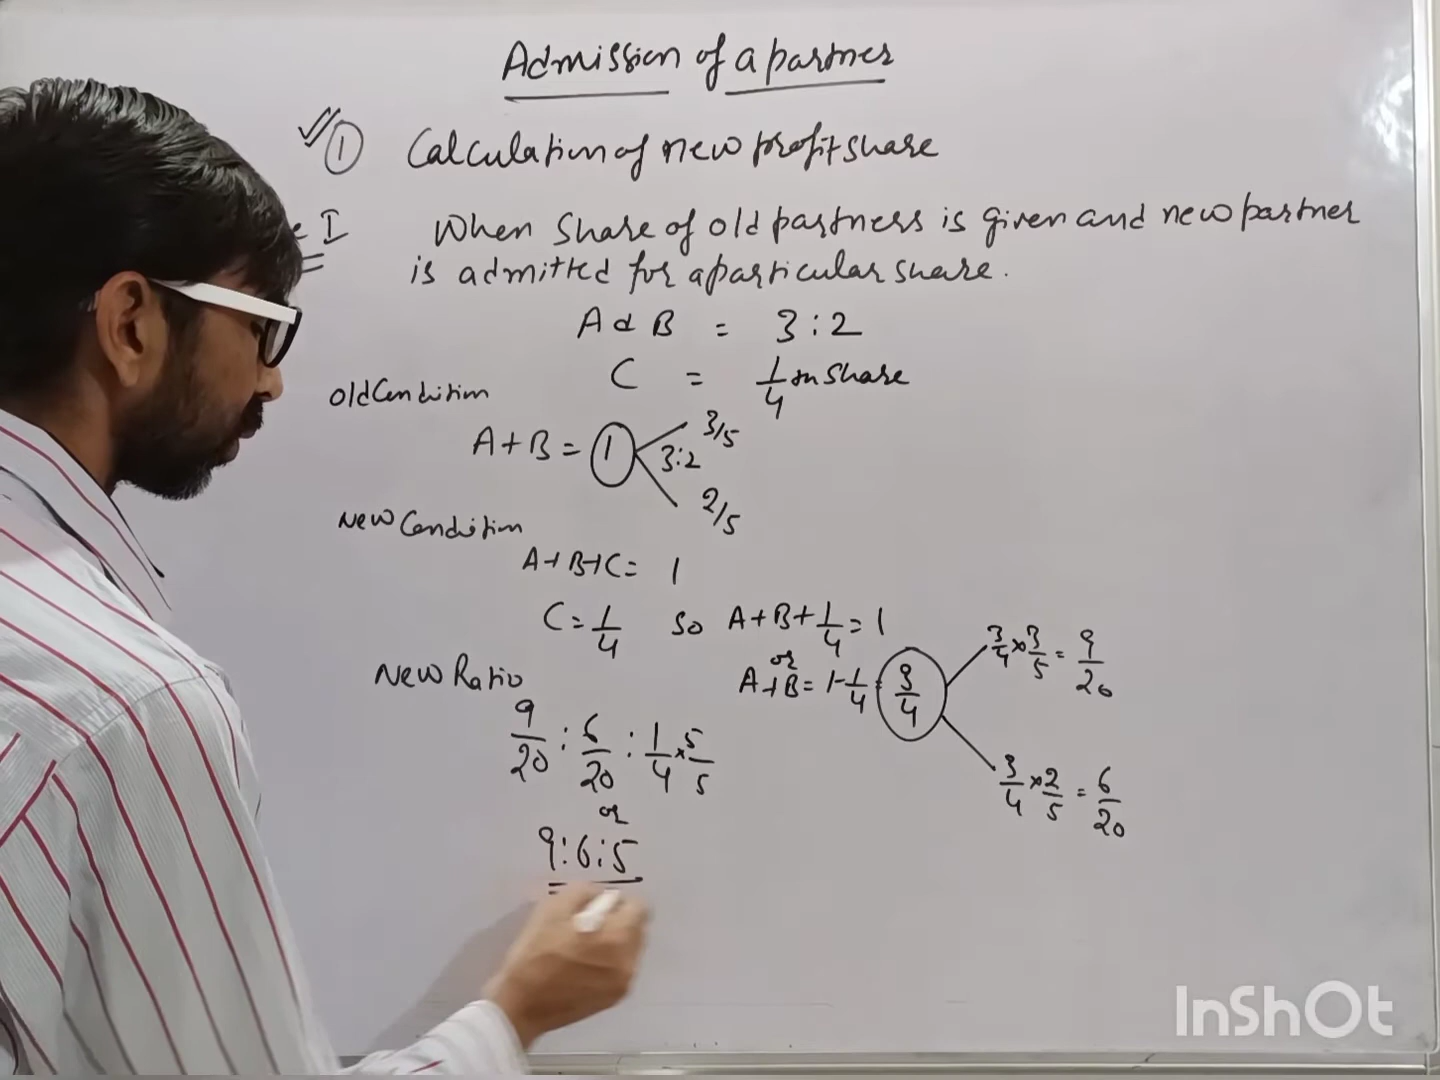 Admission of a partner
① Calculation of new profit share
I When Share of old partners is given and new partner
is admitted for a particular share.
A & B = 3:2
C = 1/4 th Share
Old Condition
A+B = 1 3:2 3/5
2/5
New Condition
A+B+C = 1
C = 1/4 So A+B+1/4 = 1
or
A+B = 1-1/4 = 3/4
3/4 × 3/5 = 9/20
3/4 × 2/5 = 6/20
New Ratio
9/20 : 6/20 : 1/4 × 5/5
or
9:6:5
InShOt